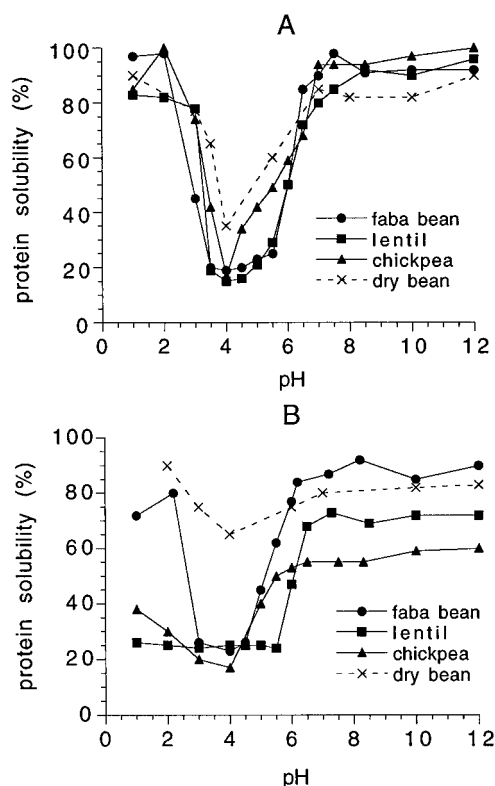 A
protein solubility (%)
100
80
60
40
20
0
faba bean
lentil
chickpea
dry bean
0 2 4 6 8 10 12
pH
B
protein solubility (%)
100
80
60
40
20
0
faba bean
lentil
chickpea
dry bean
0 2 4 6 8 10 12
pH